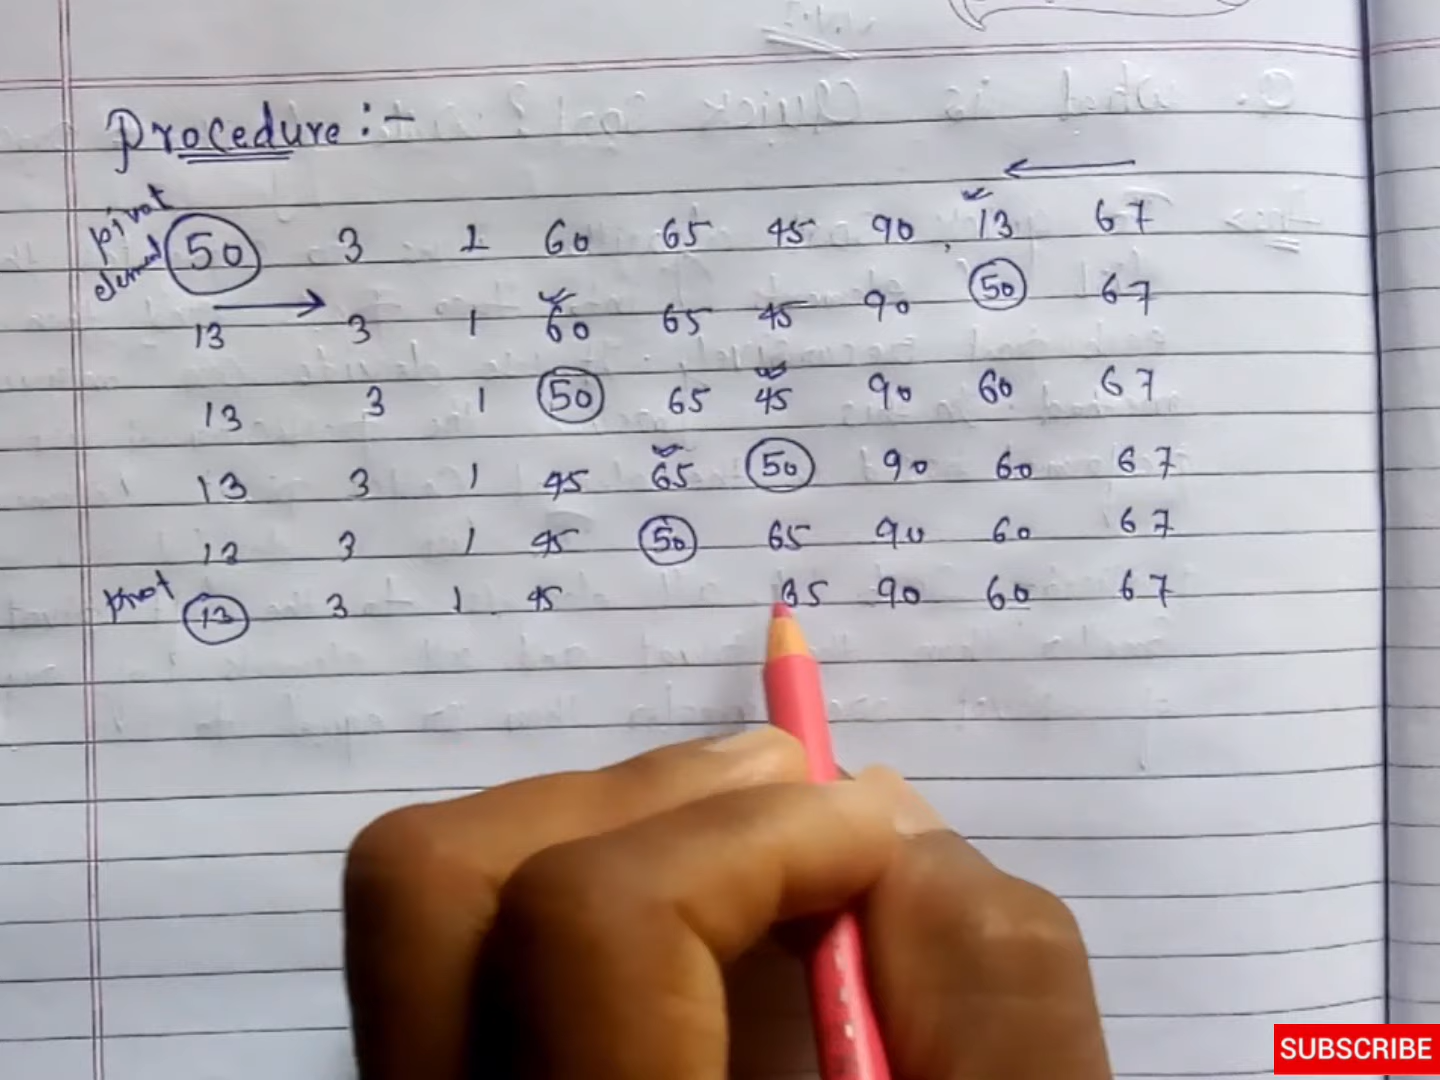 Procedure :-
pivot element 50 3 1 60 65 45 90 13 67
13 3 1 60 65 45 90 50 67
13 3 1 50 65 45 90 60 67
13 3 1 45 65 50 90 60 67
13 3 1 45 50 65 90 60 67
pivot 13 3 1 45 65 90 60 67
SUBSCRIBE